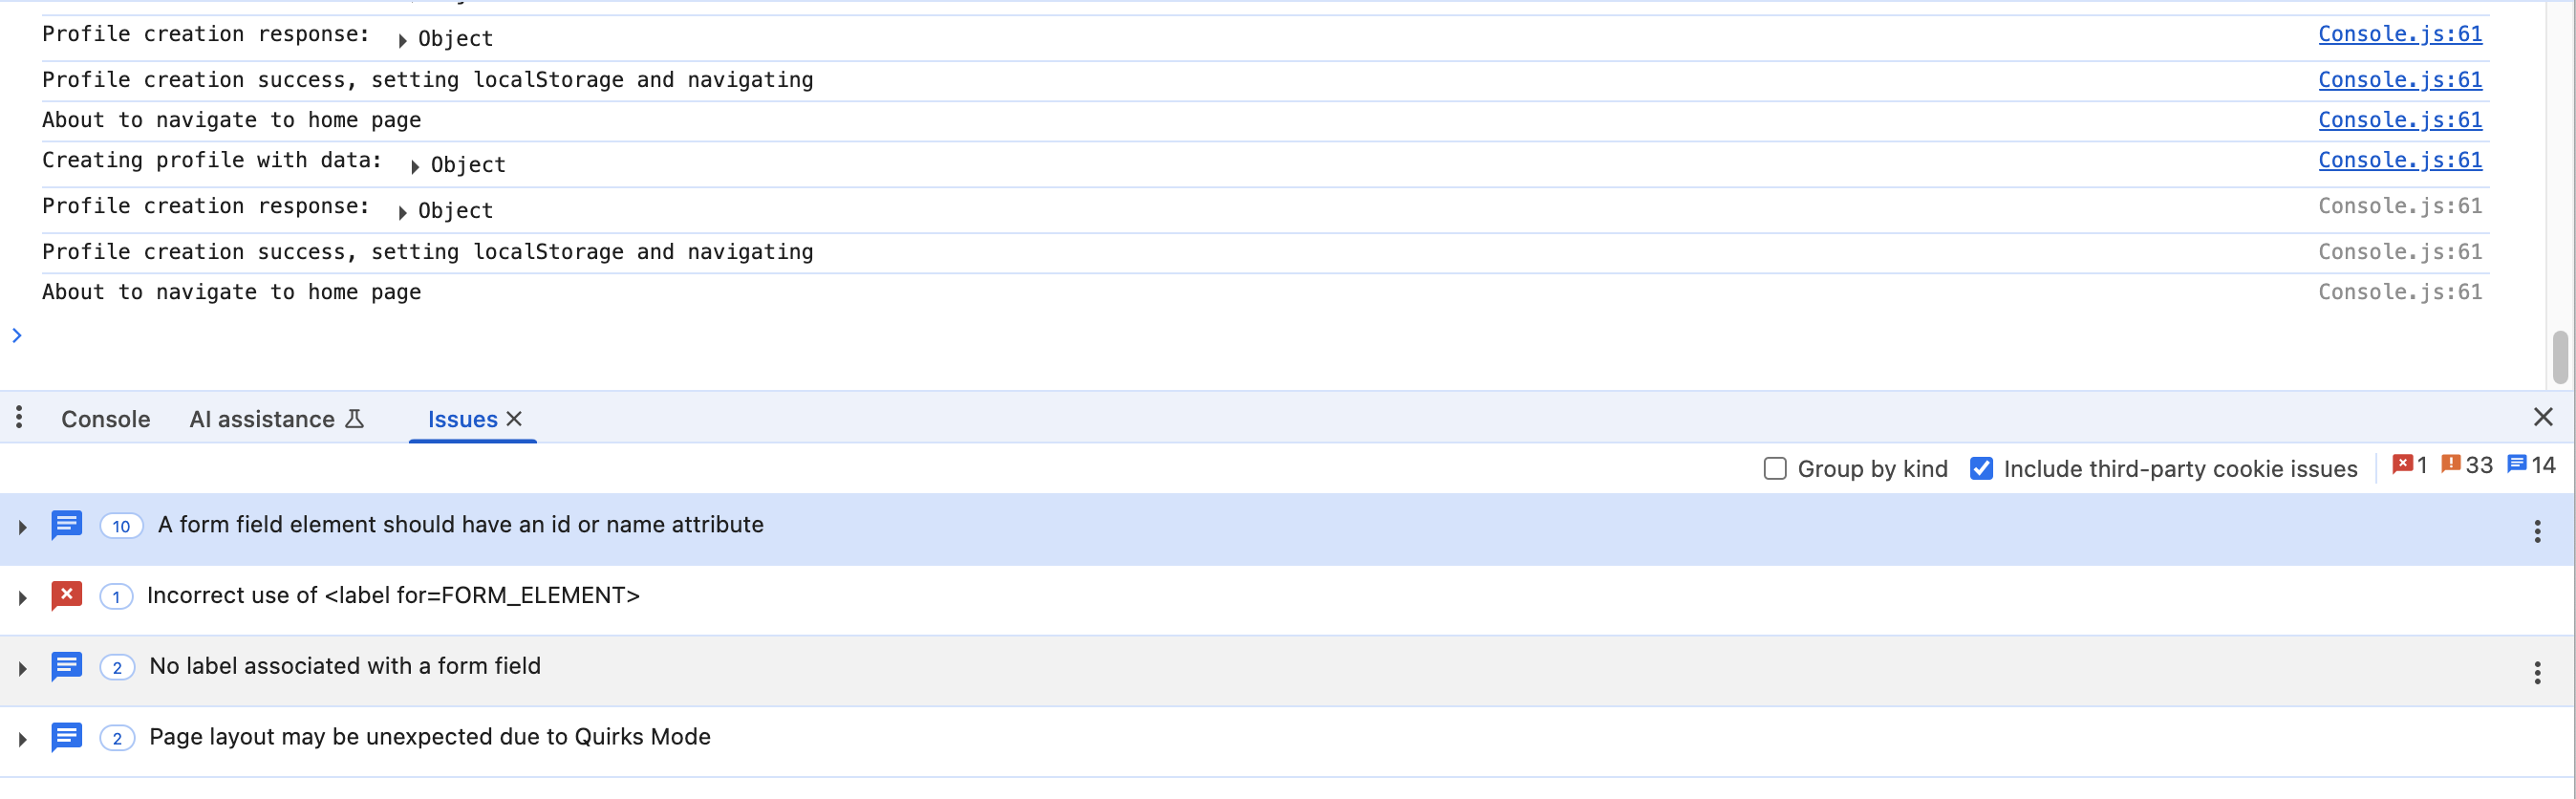 Profile creation response: Object Console.js:61
Profile creation success, setting localStorage and navigating Console.js:61
About to navigate to home page Console.js:61
Creating profile with data: Object Console.js:61
Profile creation response: Object Console.js:61
Profile creation success, setting localStorage and navigating Console.js:61
About to navigate to home page Console.js:61
Console AI assistance Issues
Group by kind Include third-party cookie issues 1 33 14
10 A form field element should have an id or name attribute
1 Incorrect use of <label for=FORM_ELEMENT>
2 No label associated with a form field
2 Page layout may be unexpected due to Quirks Mode